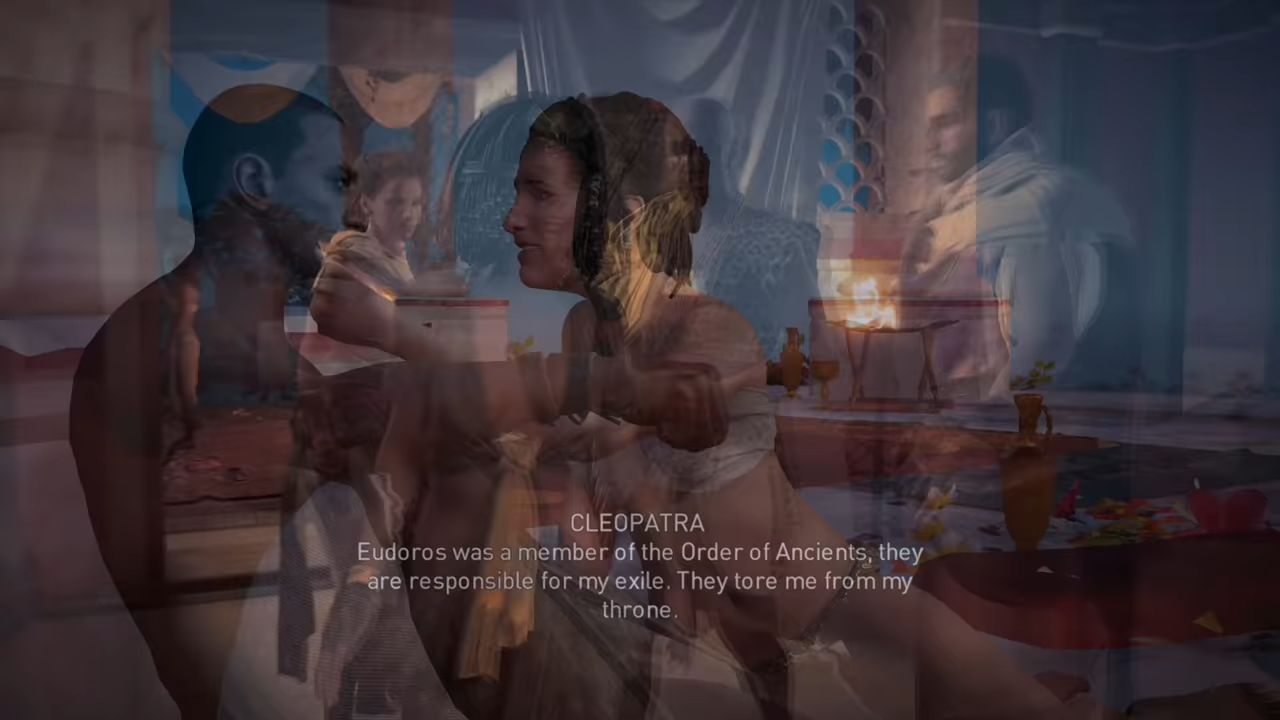 CLEOPATRA
Eudoros was a member of the Order of Ancients, they
are responsible for my exile. They tore me from my
throne.